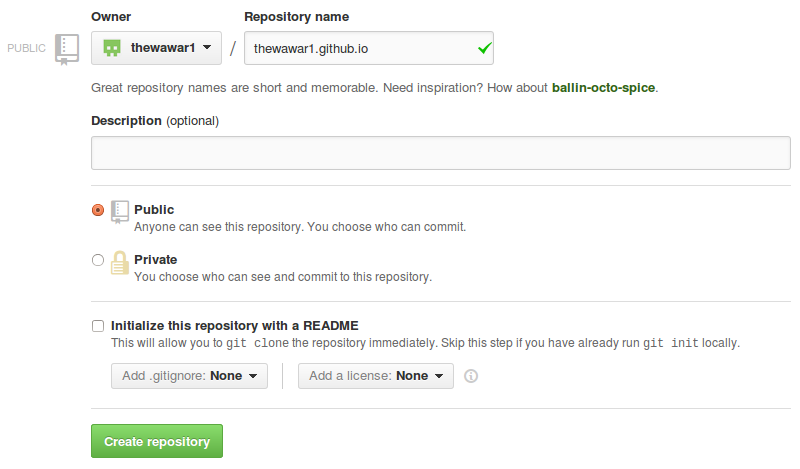 Owner Repository name
PUBLIC thewawar1 / thewawar1.github.io
Great repository names are short and memorable. Need inspiration? How about ballin-octo-spice.
Description (optional)
Public
Anyone can see this repository. You choose who can commit.
Private
You choose who can see and commit to this repository.
Initialize this repository with a README
This will allow you to git clone the repository immediately. Skip this step if you have already run git init locally.
Add .gitignore: None Add a license: None
Create repository